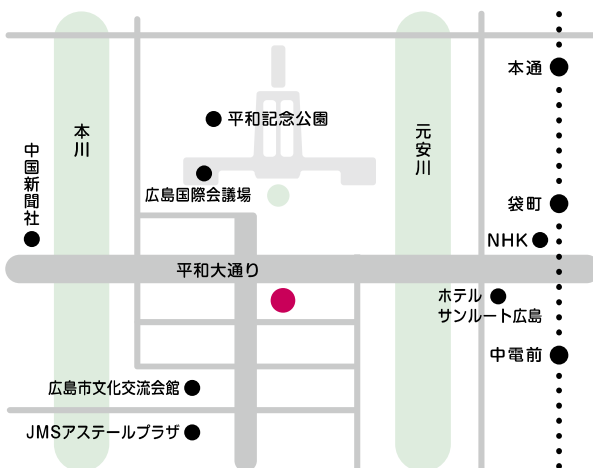 本通
本川
平和記念公園
元安川
中国新聞社
広島国際会議場
袋町
NHK
平和大通り
ホテル
サンルート広島
中電前
広島市文化交流会館
JMSアステールプラザ